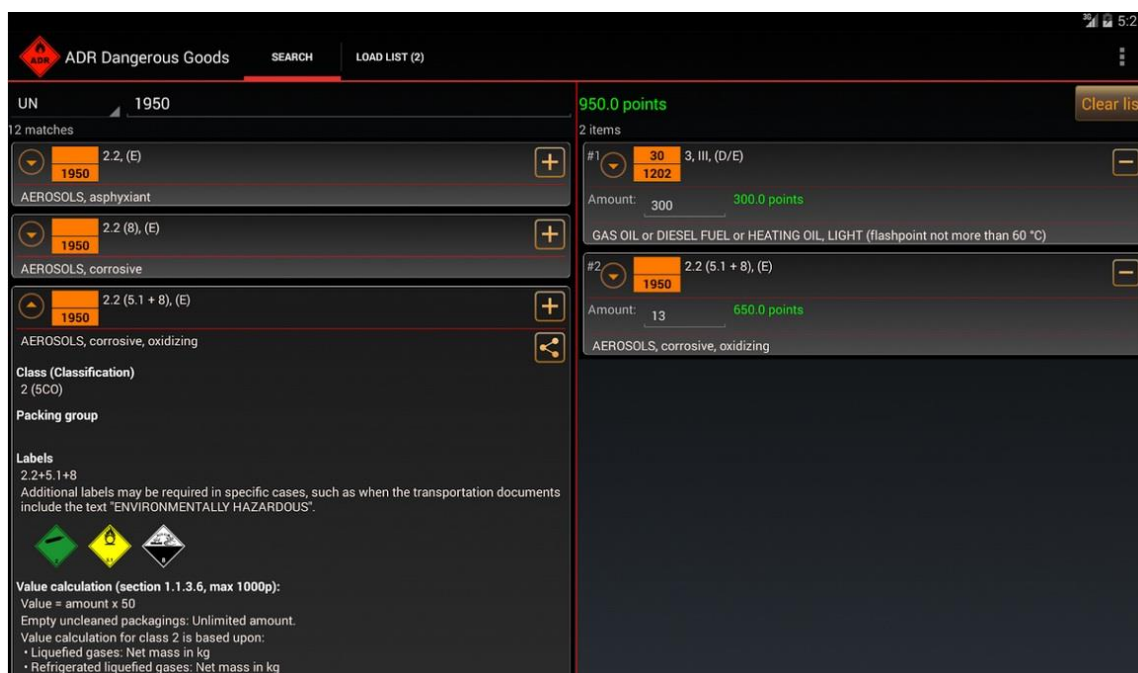 3G 5:2
ADR
ADR Dangerous Goods
SEARCH
LOAD LIST (2)
UN 1950
12 matches
2.2, (E)
1950
AEROSOLS, asphyxiant
2.2 (8), (E)
1950
AEROSOLS, corrosive
2.2 (5.1 + 8), (E)
1950
AEROSOLS, corrosive, oxidizing
Class (Classification)
2 (5CO)
Packing group
Labels
2.2+5.1+8
Additional labels may be required in specific cases, such as when the transportation documents
include the text "ENVIRONMENTALLY HAZARDOUS".
2 5.1 8
Value calculation (section 1.1.3.6, max 1000p):
Value = amount x 50
Empty uncleaned packagings: Unlimited amount.
Value calculation for class 2 is based upon:
• Liquefied gases: Net mass in kg
• Refrigerated liquefied gases: Net mass in kg
950.0 points
Clear lis
2 items
#1 30 3, III, (D/E)
1202
Amount: 300 300.0 points
GAS OIL or DIESEL FUEL or HEATING OIL, LIGHT (flashpoint not more than 60 °C)
#2 2.2 (5.1 + 8), (E)
1950
Amount: 13 650.0 points
AEROSOLS, corrosive, oxidizing